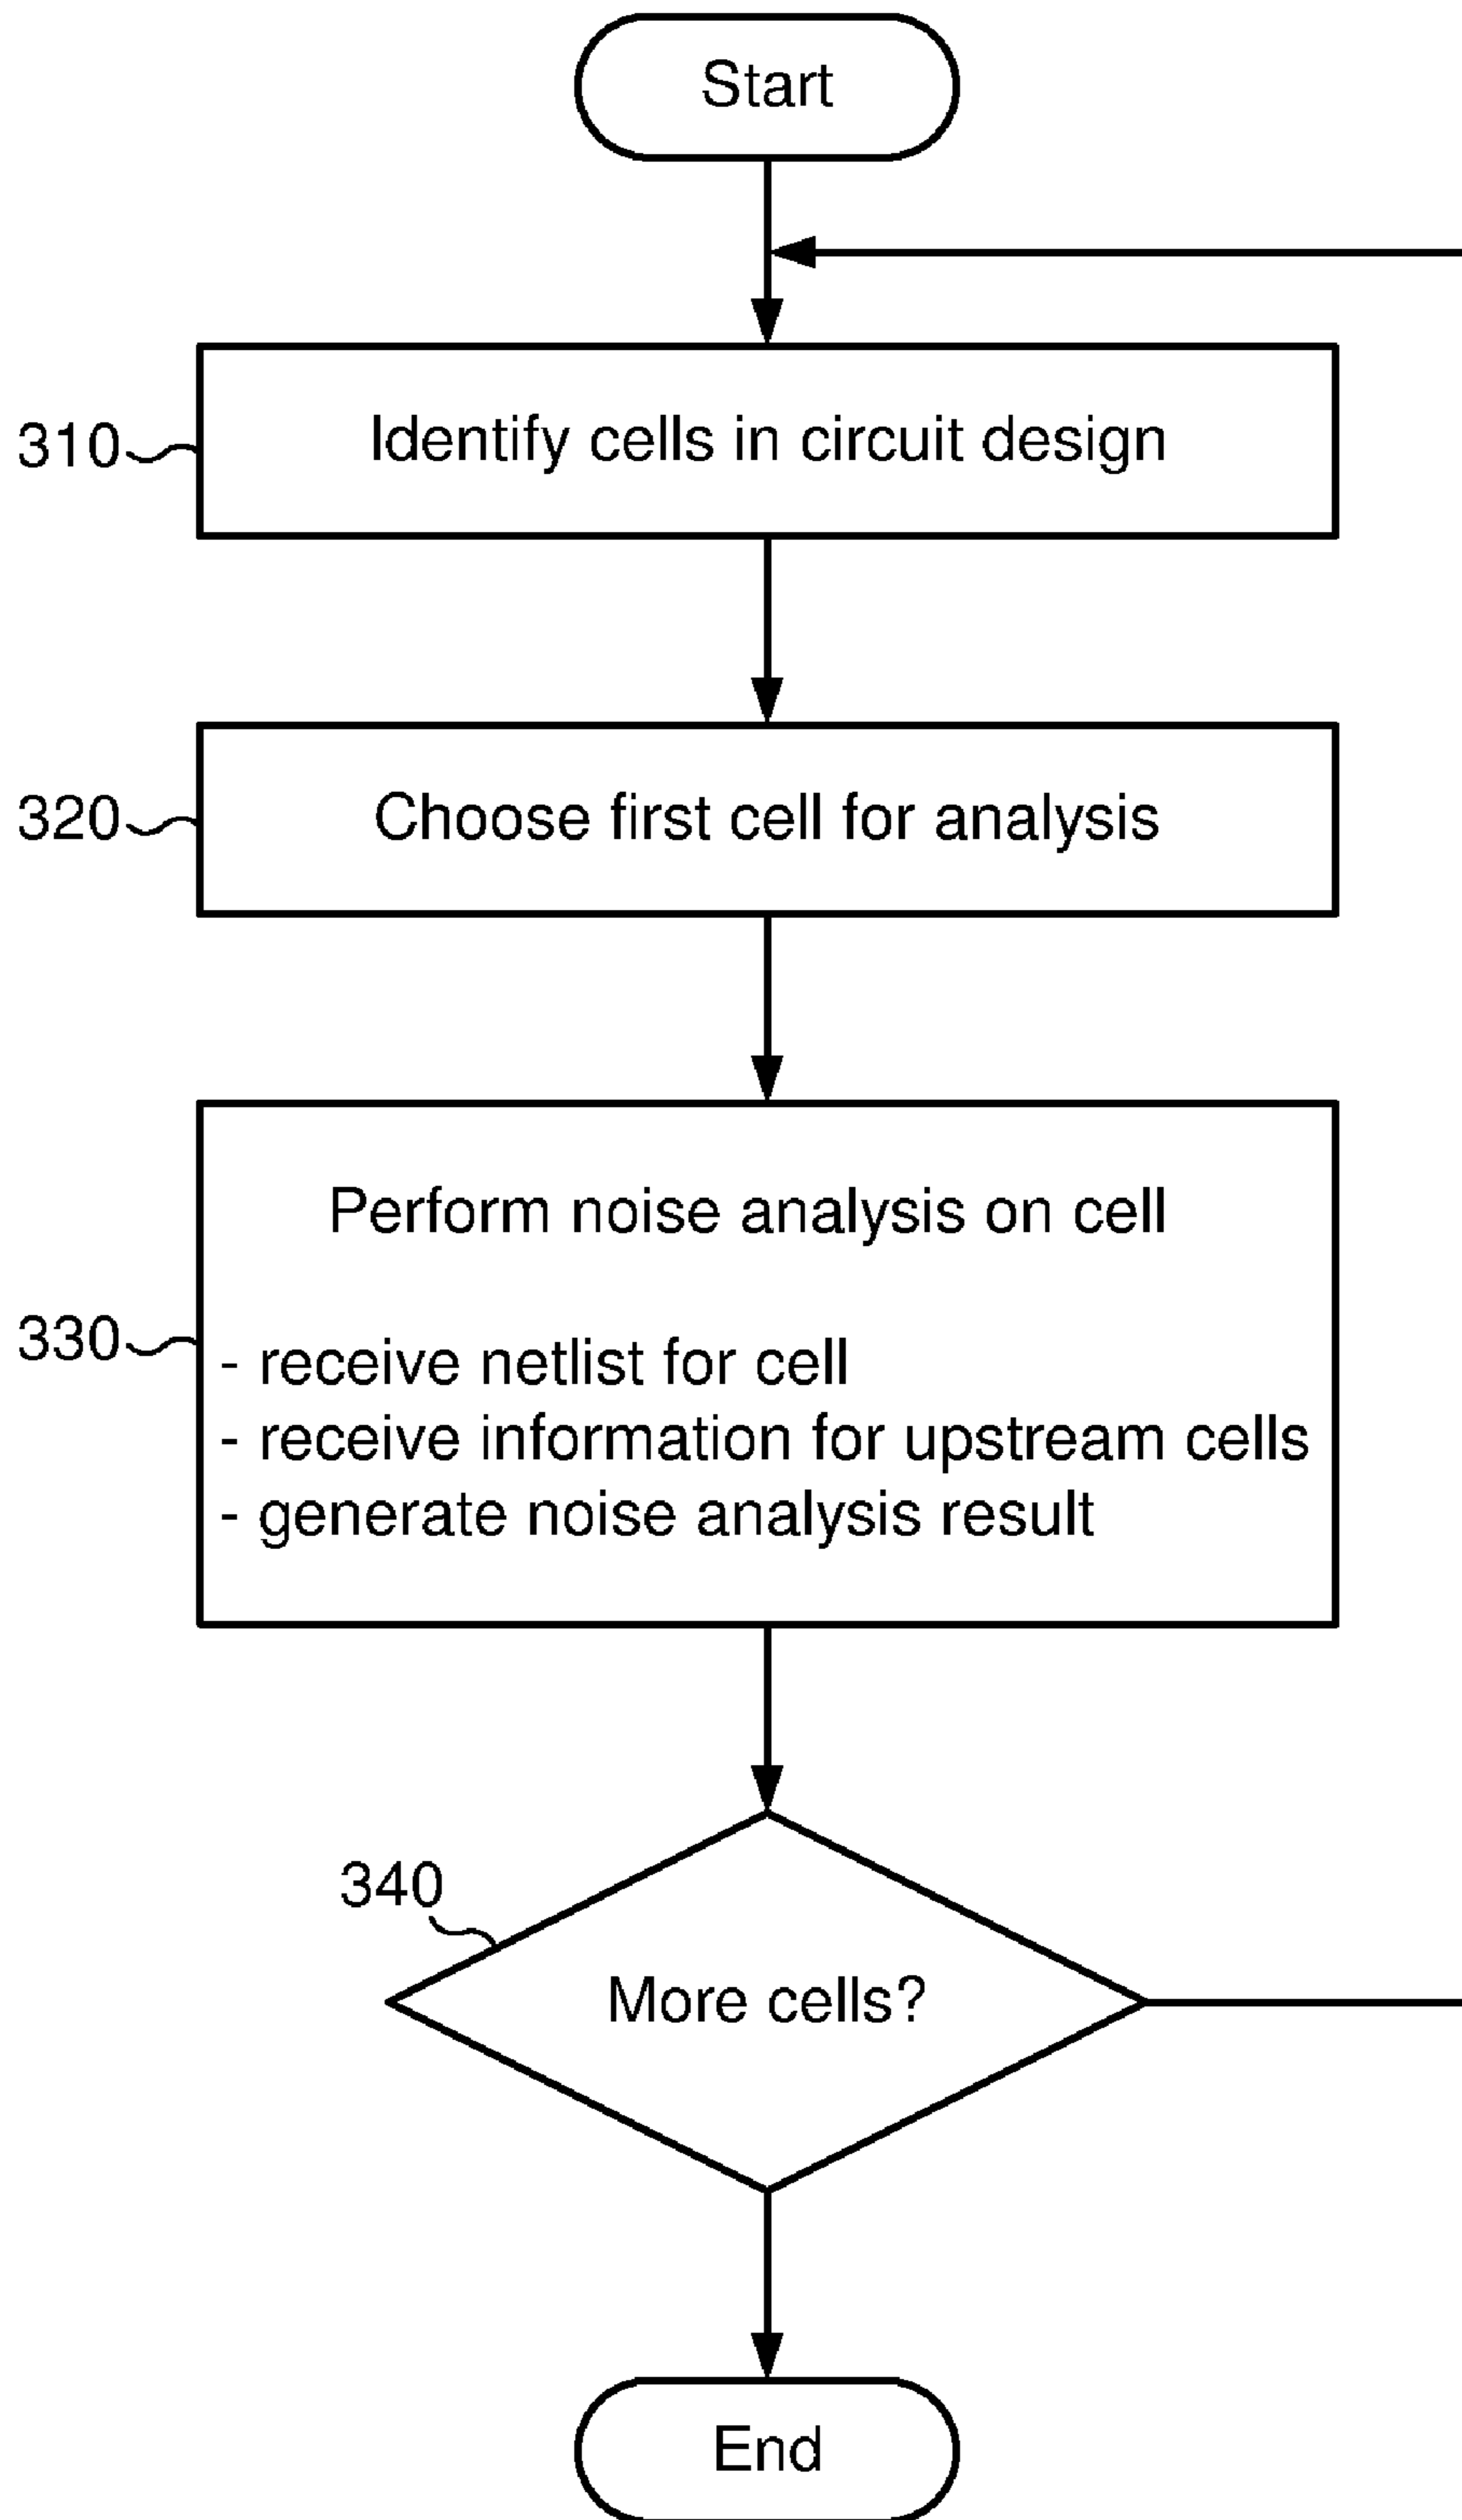 Start
310
Identify cells in circuit design
320
Choose first cell for analysis
Perform noise analysis on cell
330
- receive netlist for cell
- receive information for upstream cells
- generate noise analysis result
340
More cells?
End